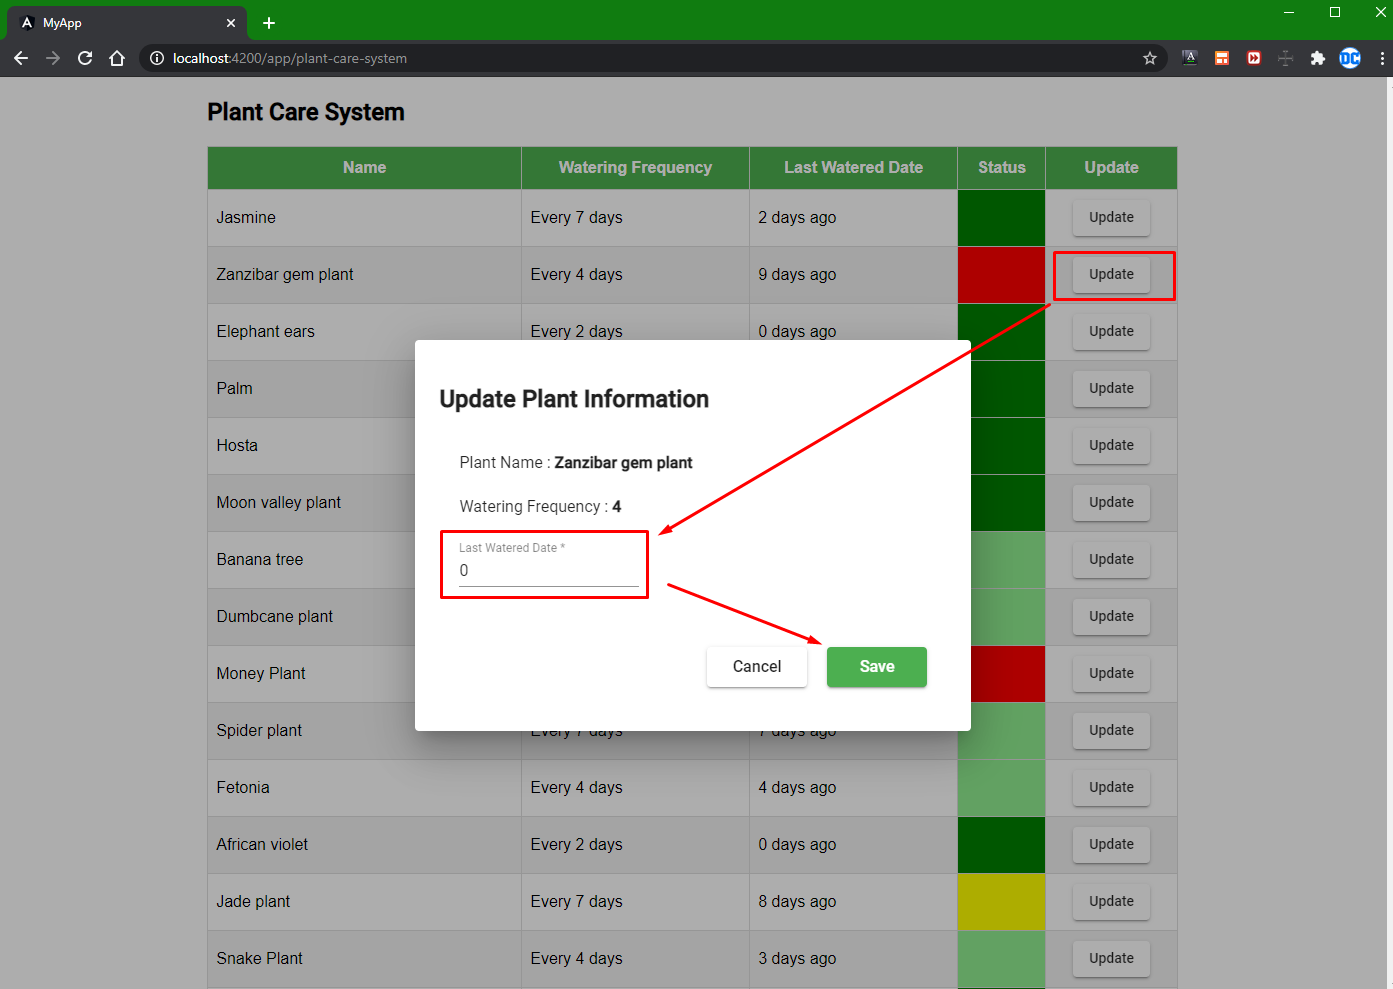 MyApp
localhost:4200/app/plant-care-system
Plant Care System
Name Watering Frequency Last Watered Date Status Update
Jasmine Every 7 days 2 days ago Update
Zanzibar gem plant Every 4 days 9 days ago Update
Elephant ears Every 2 days 0 days ago Update
Palm Update
Hosta Update
Moon valley plant Update
Banana tree Update
Dumbcane plant Update
Money Plant Update
Spider plant Every 7 days 7 days ago Update
Fetonia Every 4 days 4 days ago Update
African violet Every 2 days 0 days ago Update
Jade plant Every 7 days 8 days ago Update
Snake Plant Every 4 days 3 days ago Update
Update Plant Information
Plant Name : Zanzibar gem plant
Watering Frequency : 4
Last Watered Date *
0
Cancel Save